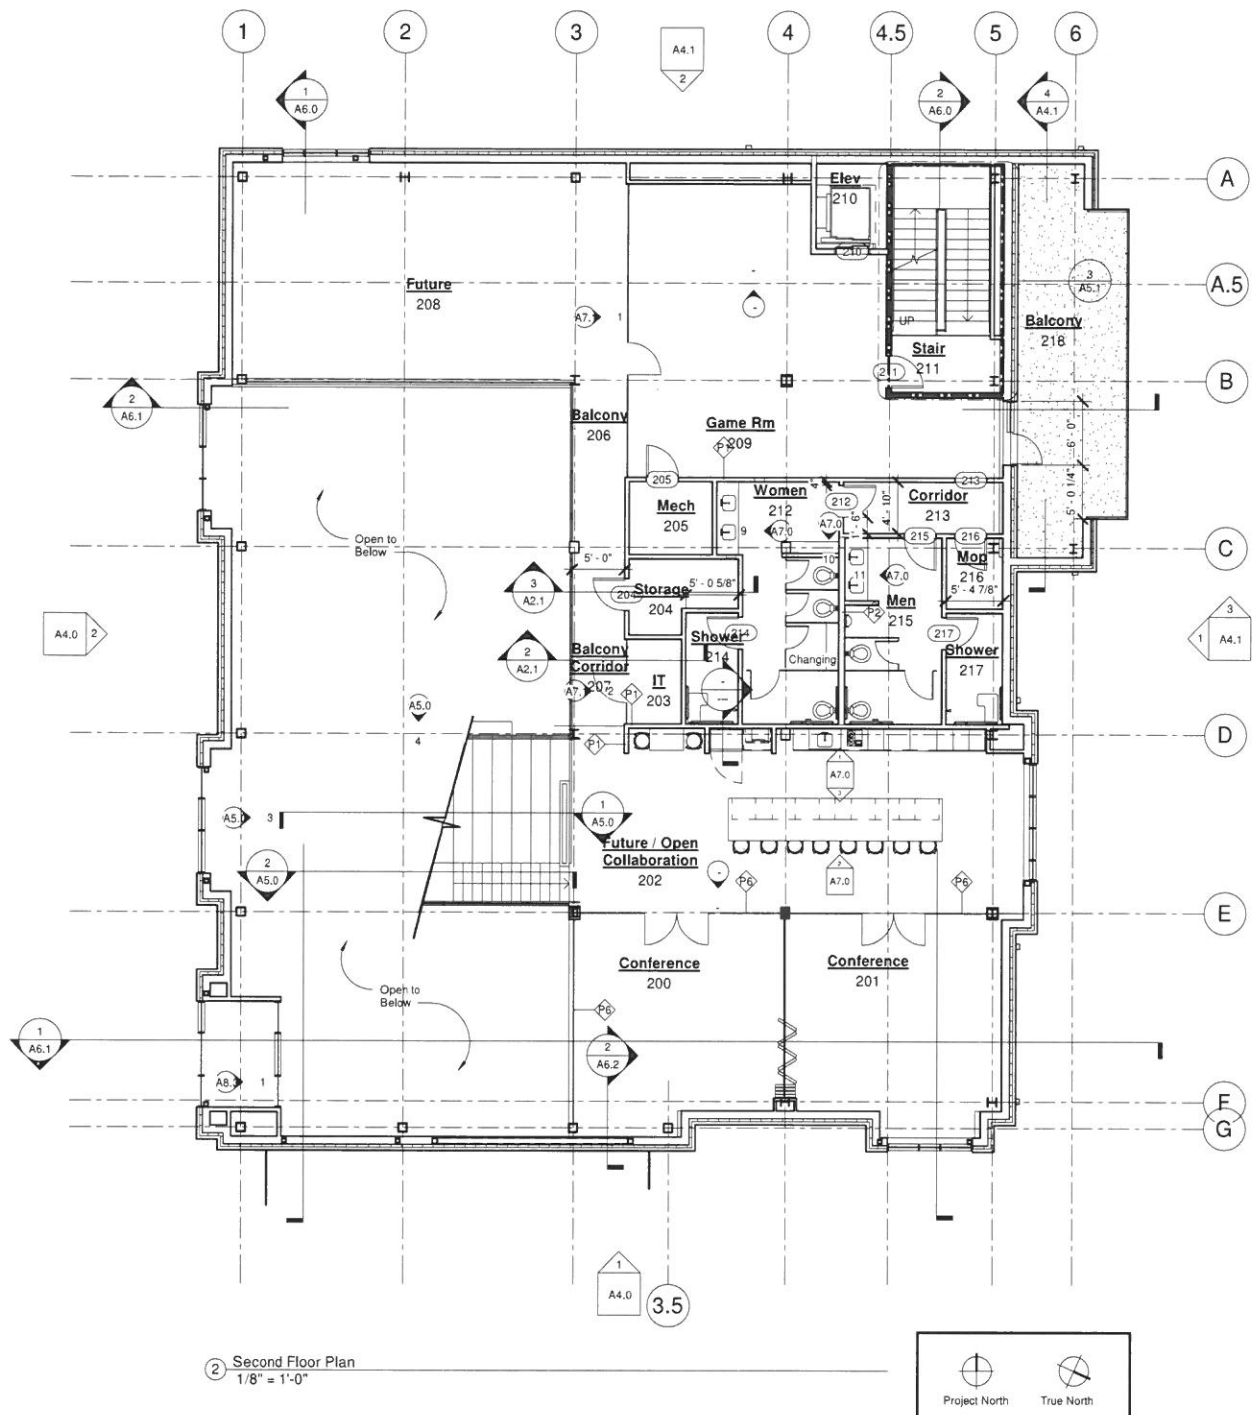 1
2
3
4
4.5
5
6
A4.1
2
1
A6.0
2
A6.0
4
A4.1
A
Elev
210
210
Future
208
A.5
3
A5.1
Balcony
218
1
UP
Stair
211
211
B
2
A6.1
Balcony
206
Game Rm
209
6' - 0"
5' - 0 1/4"
205
Mech
205
Women
212
4"
212
4' - 10"
Corridor
213
213
9
A7.0
A7.0
215
216
Open to
Below
C
10
11
A7.0
Mop
216
5' - 4 7/8"
5' - 0"
3
A2.1
Storage
204
5' - 0 5/8"
Men
215
P2
A4.0
2
3
1
A4.1
2
A2.1
Balcony
Corridor
207
Shower
214
214
Changing
217
Shower
217
IT
203
2
P1
A5.0
4
P1
D
1
A7.0
3
A5.0
3
1
A5.0
Future / Open
Collaboration
202
2
A5.0
A7.0
P6
P6
E
Conference
200
Conference
201
Open to
Below
P6
1
A6.1
2
A6.2
1
F
G
1
A4.0
3.5
2
Second Floor Plan
1/8" = 1'-0"
Project North
True North